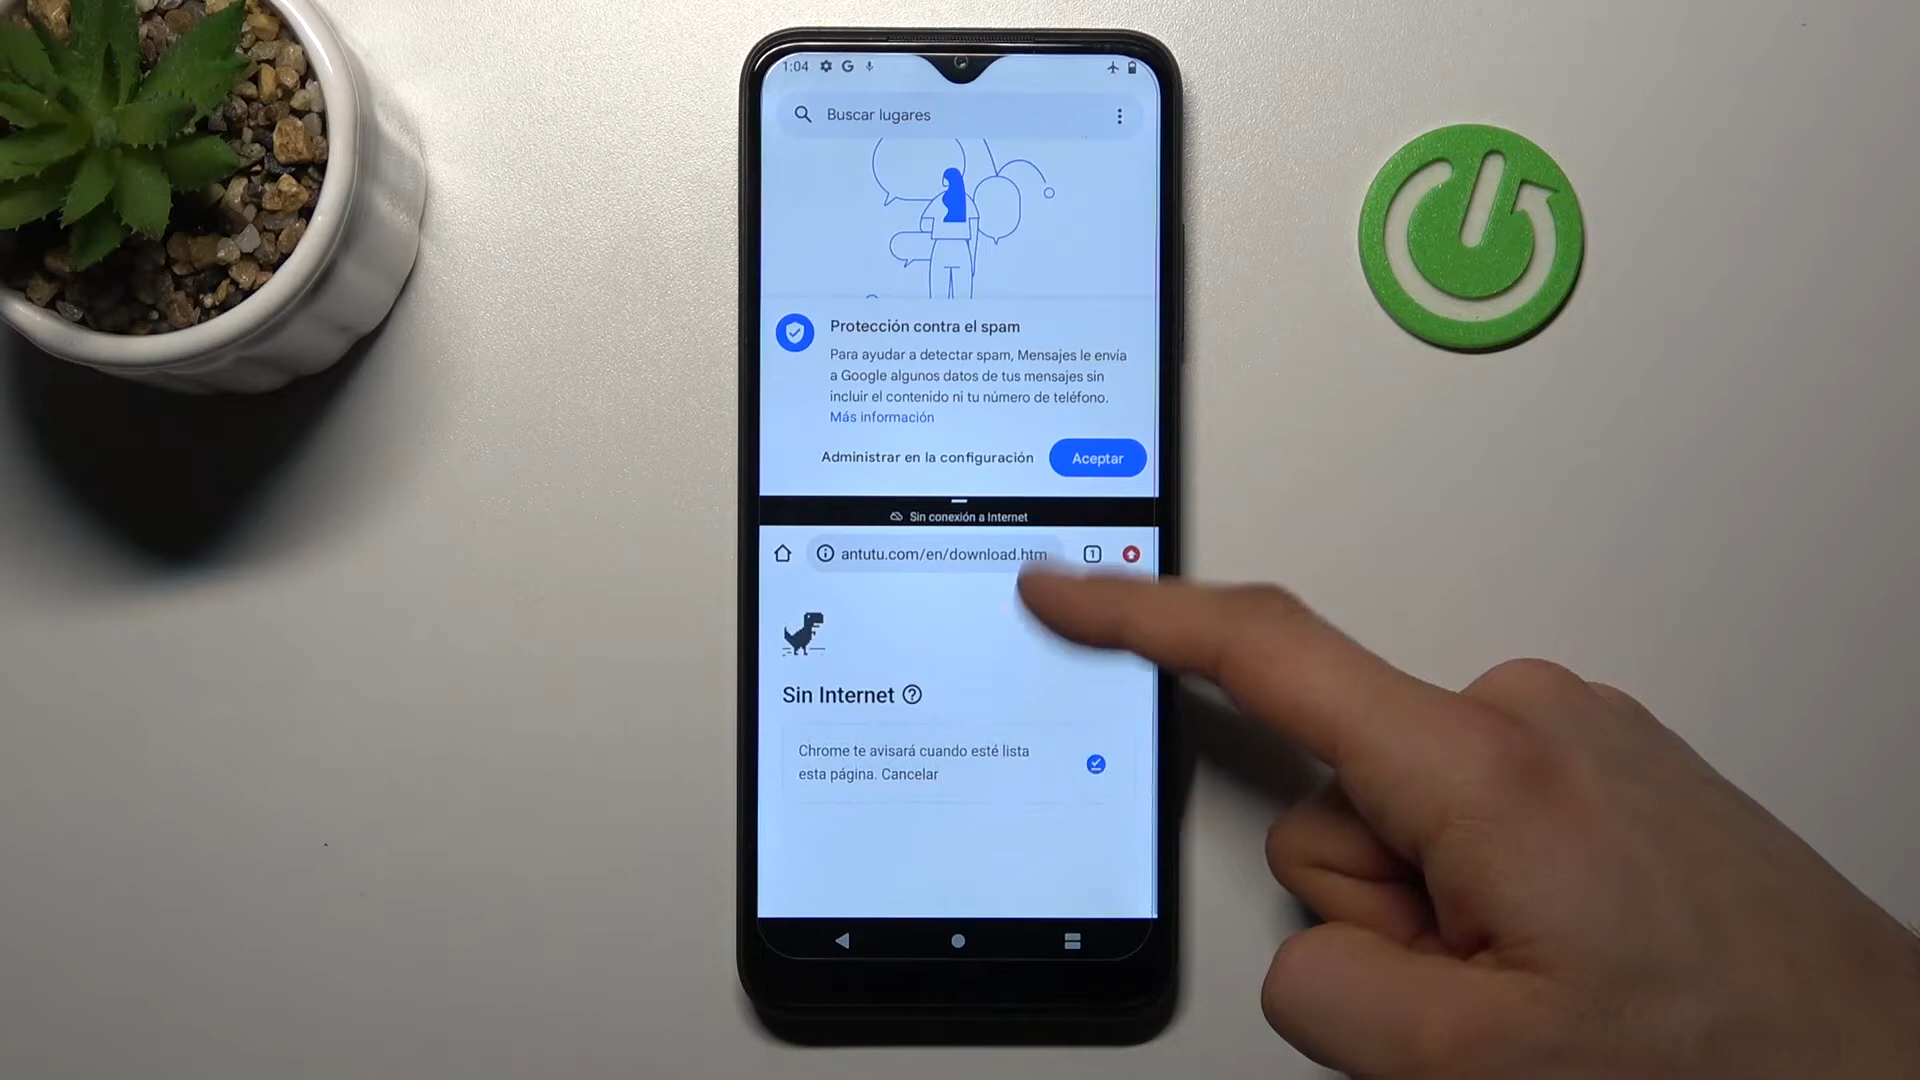 1:04
Buscar lugares
Protección contra el spam
Para ayudar a detectar spam, Mensajes le envía
a Google algunos datos de tus mensajes sin
incluir el contenido ni tu número de teléfono.
Más información
Administrar en la configuración
Aceptar
Sin conexión a Internet
antutu.com/en/download.htm
1
Sin Internet
Chrome te avisará cuando esté lista
esta página. Cancelar